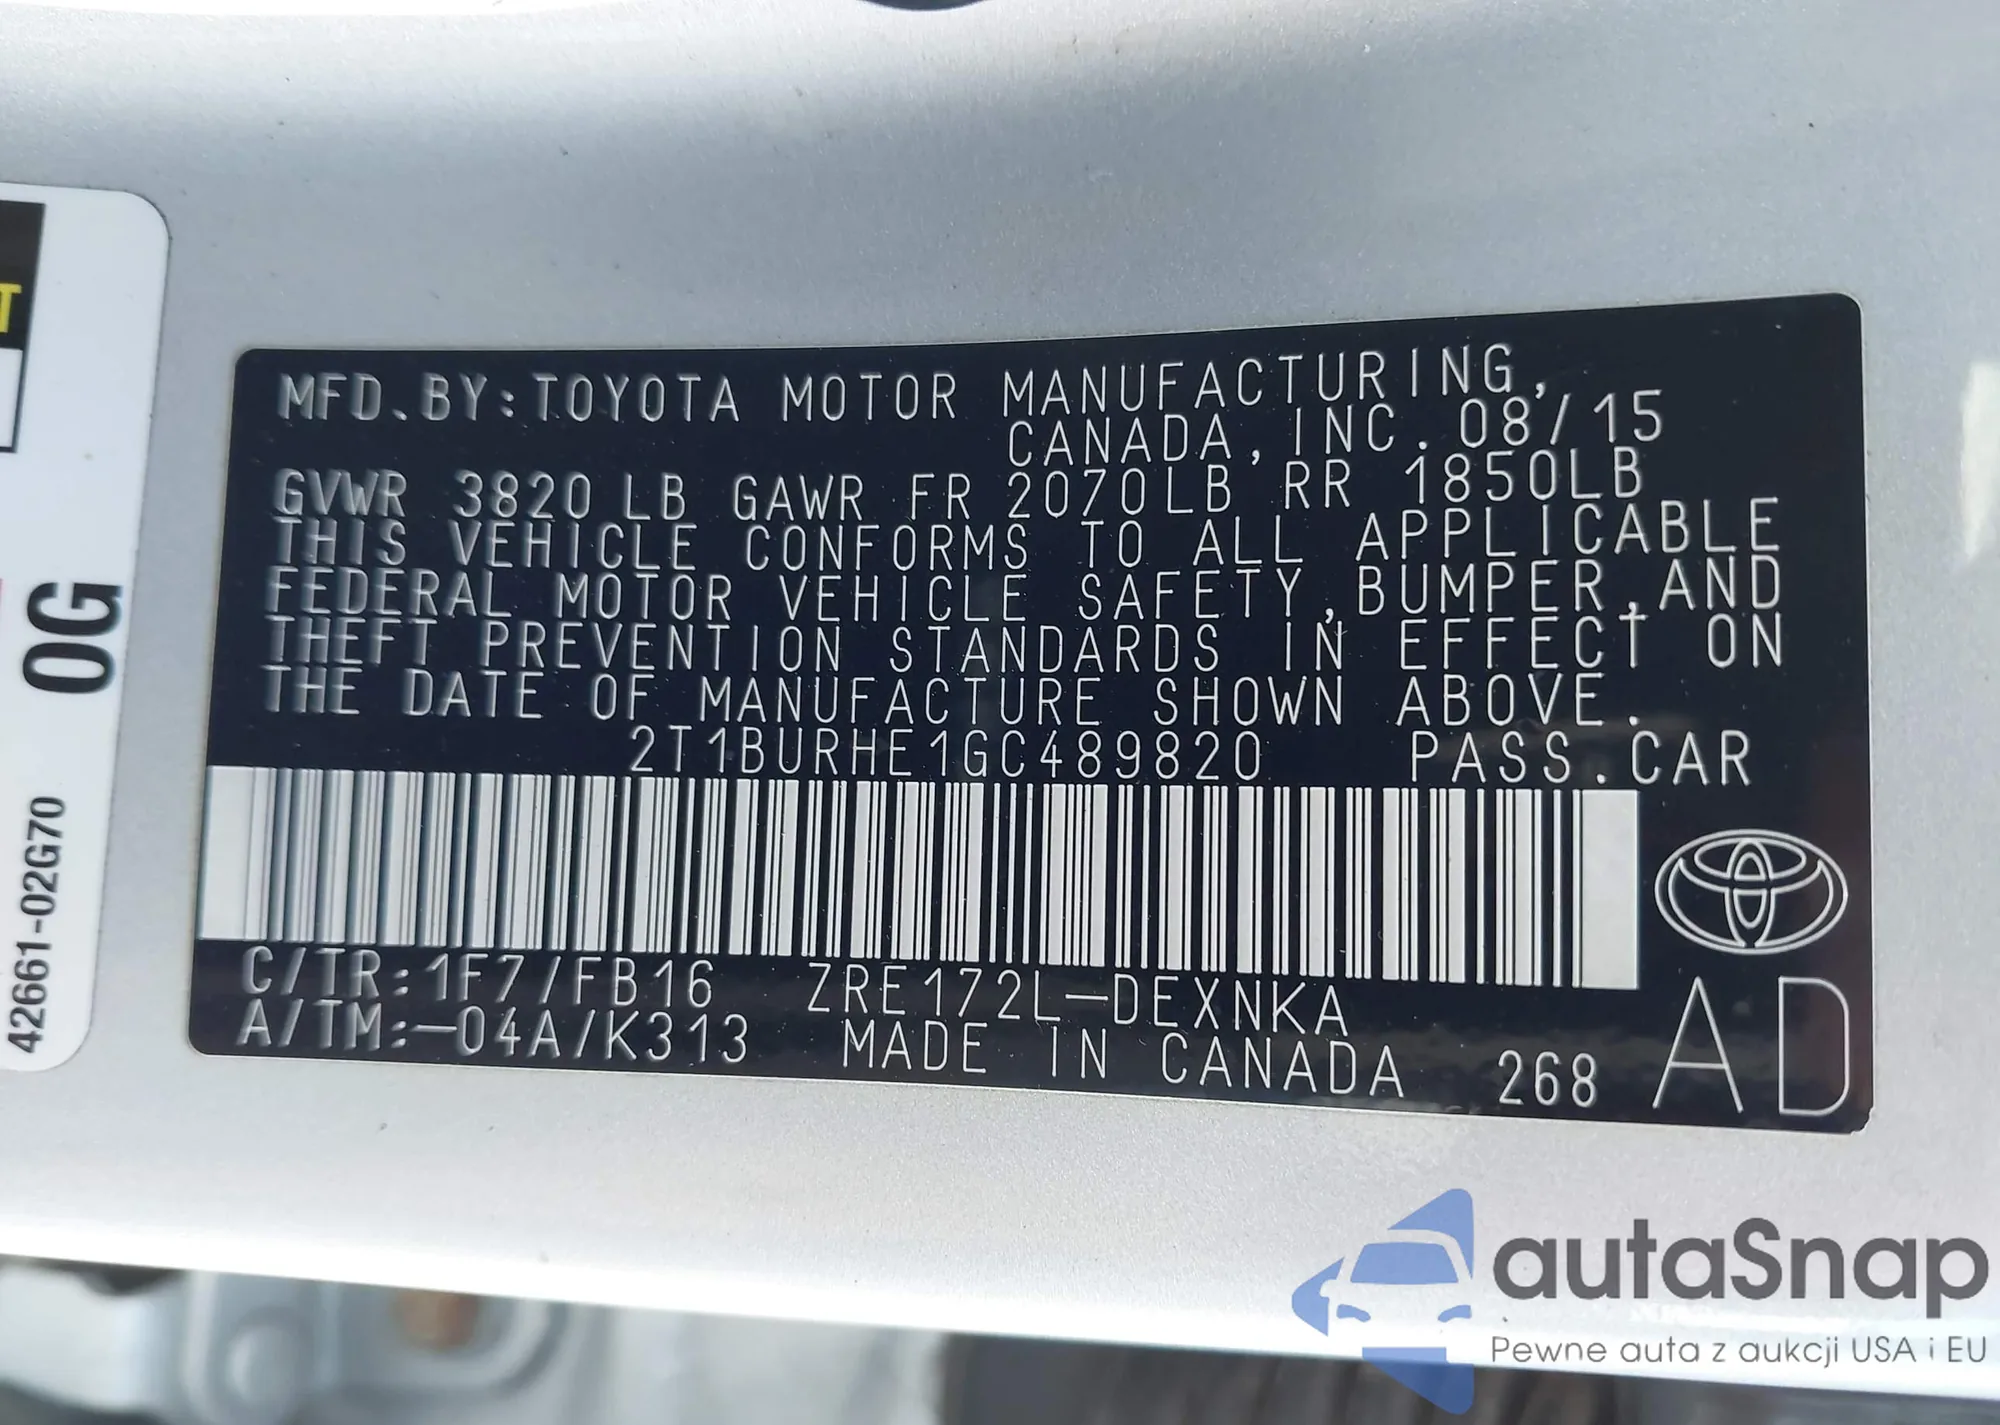 MFD. BY: TOYOTA MOTOR MANUFACTURING,
CANADA, INC. 08/15
GVWR 3820 LB GAWR FR 2070LB RR 1850LB
THIS VEHICLE CONFORMS TO ALL APPLICABLE
FEDERAL MOTOR VEHICLE SAFETY, BUMPER, AND
THEFT PREVENTION STANDARDS IN EFFECT ON
THE DATE OF MANUFACTURE SHOWN ABOVE.
2T1BURHE1GC489820 PASS. CAR
C/TR: 1F7/FB16 ZRE172L-DEXNKA
A/TM: -04A/K313 MADE IN CANADA 268 AD
T
0G
42661-02G70
autaSnap
Pewne auta z aukcji USA i EU